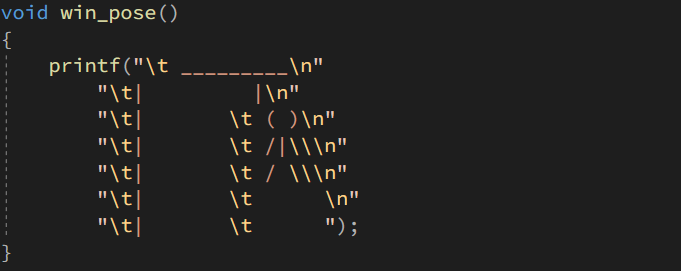 void win_pose()
{
    printf("\t _________\n"
        "\t|         |\n"
        "\t|       \t ( )\n"
        "\t|       \t /|\\\n"
        "\t|       \t / \\\n"
        "\t|       \t      \n"
        "\t|       \t      ");
}